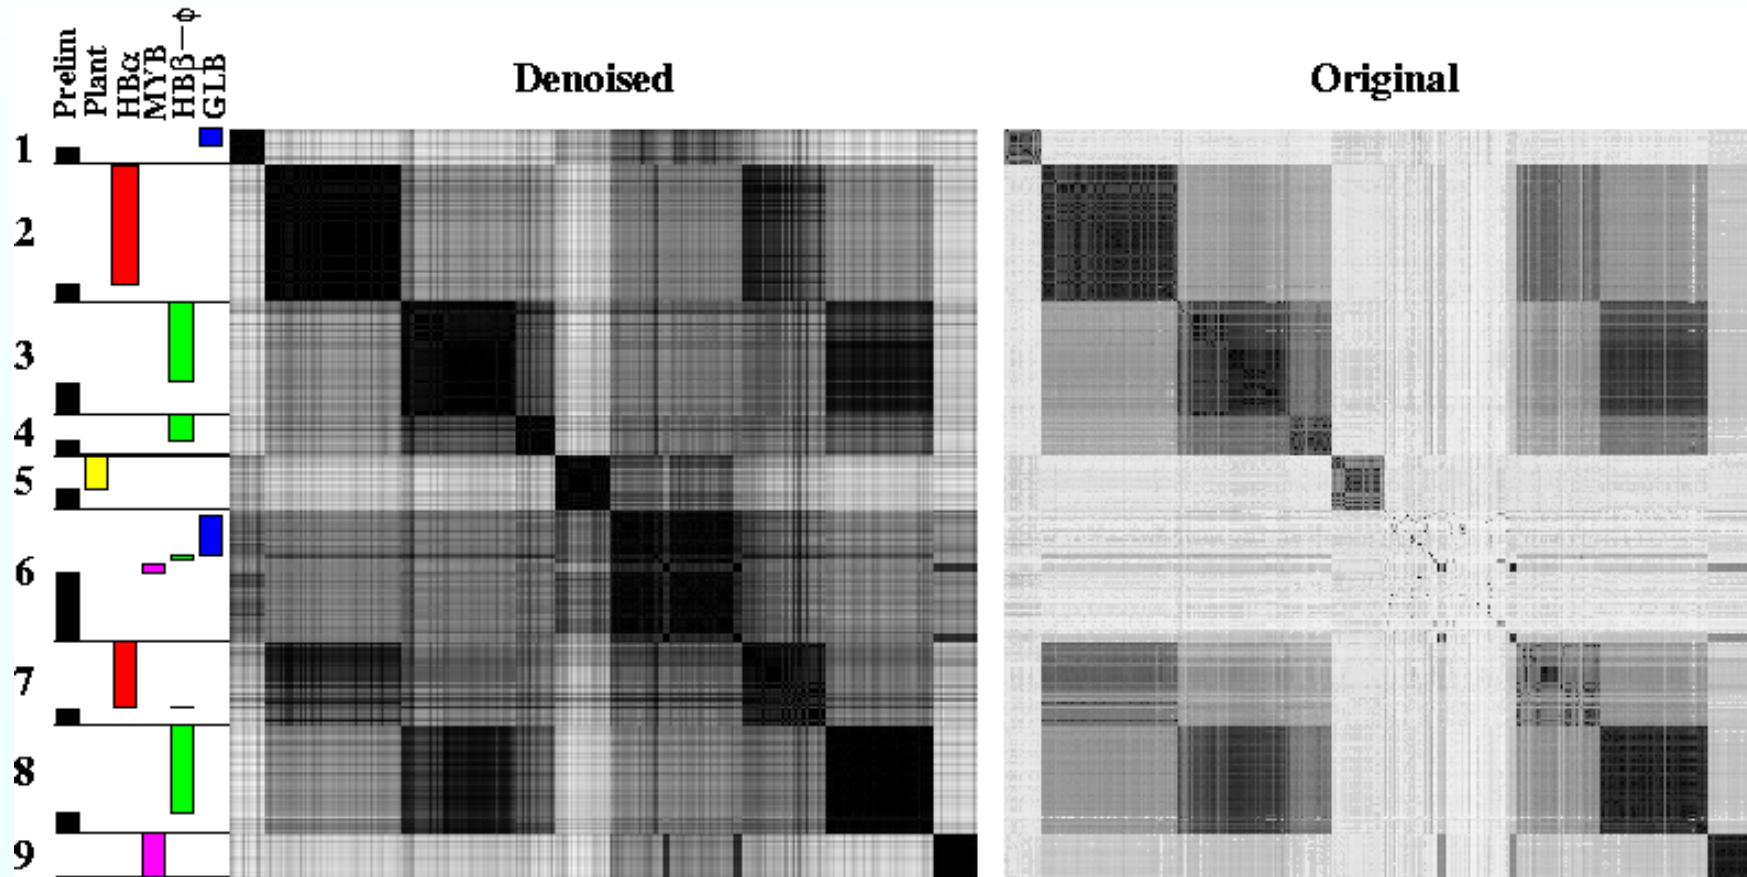 Prelim
Plant
HBα
MYB
HBβ—φ
GLB
Denoised
Original
1
2
3
4
5
6
7
8
9